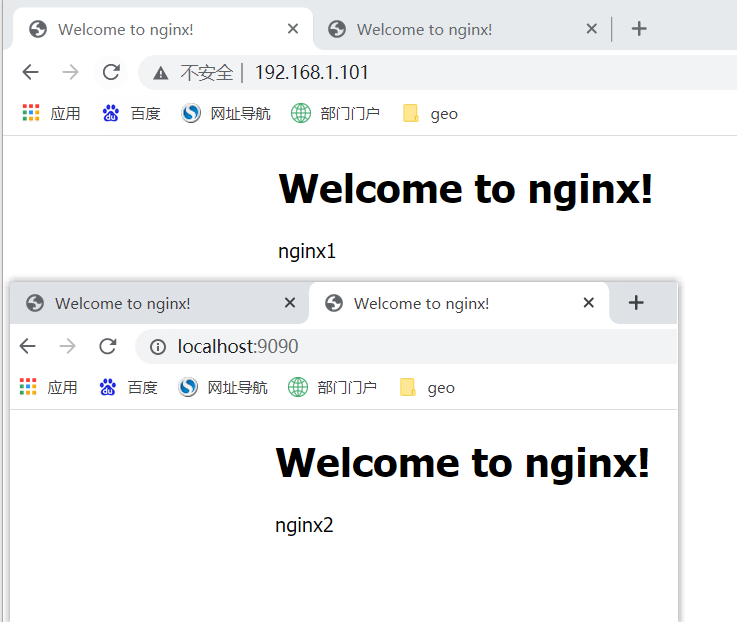 Welcome to nginx! Welcome to nginx!
不安全 | 192.168.1.101
应用 百度 网址导航 部门门户 geo
Welcome to nginx!
nginx1
Welcome to nginx! Welcome to nginx!
localhost:9090
应用 百度 网址导航 部门门户 geo
Welcome to nginx!
nginx2